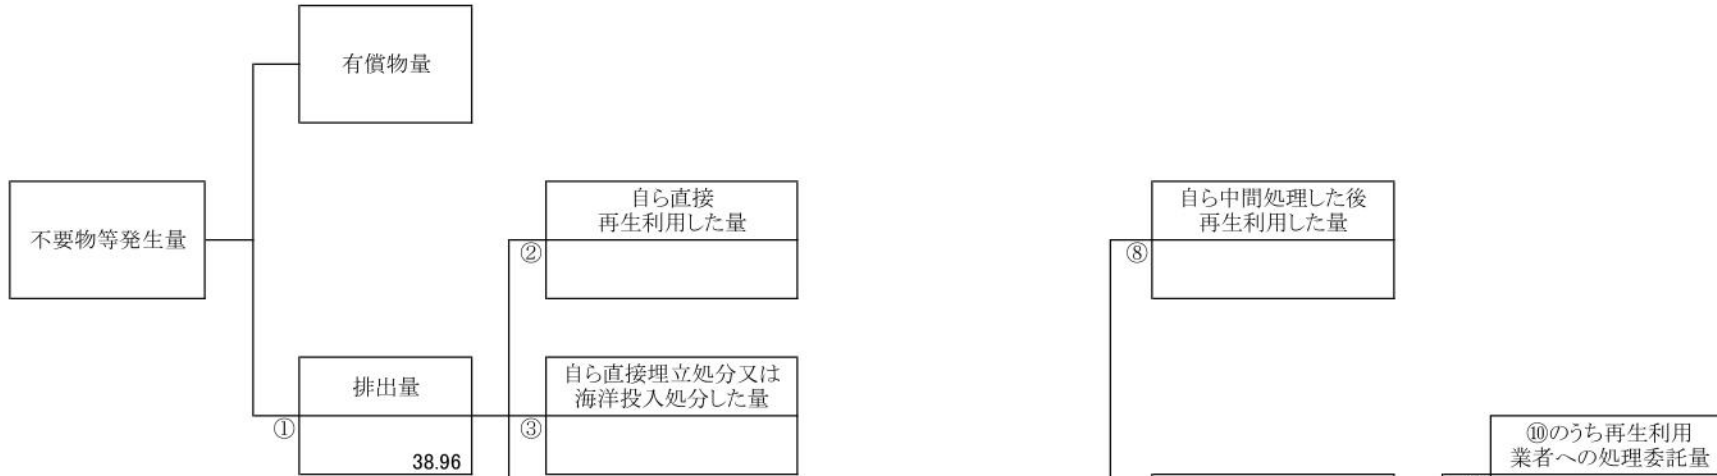 有償物量
不要物等発生量
自ら直接
再生利用した量
②
自ら中間処理した後
再生利用した量
⑧
排出量
①
38.96
自ら直接埋立処分又は
海洋投入処分した量
③
⑩のうち再生利用
業者への処理委託量